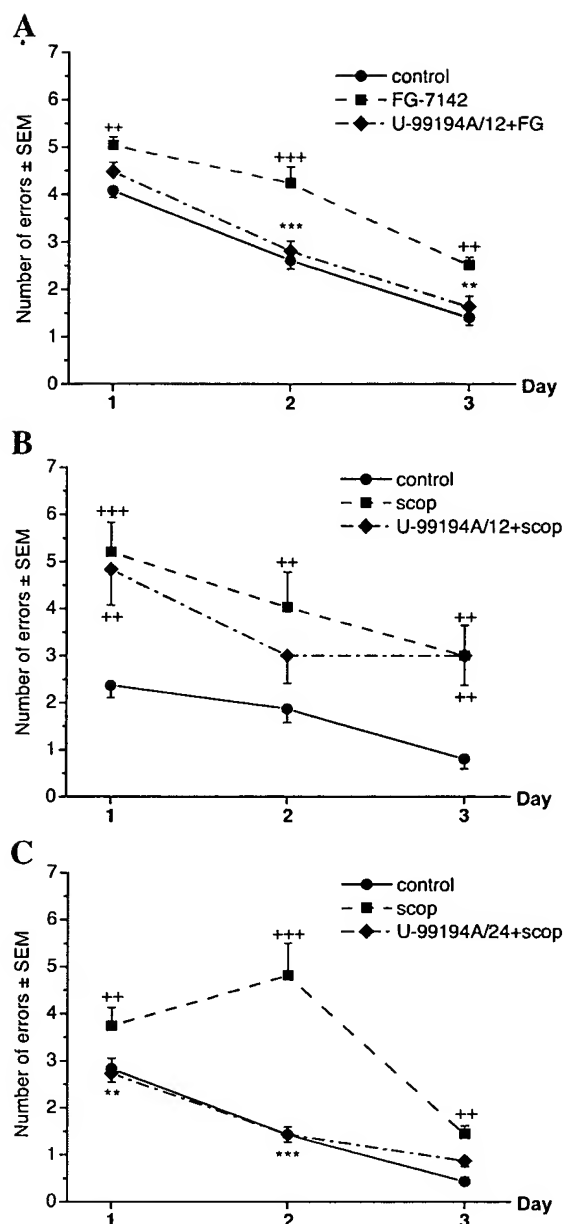 A
Number of errors ± SEM
7
6
5
4
3
2
1
0
control
FG-7142
U-99194A/12+FG
++
+++
***
++
**
1
2
3
Day
B
Number of errors ± SEM
7
6
5
4
3
2
1
0
control
scop
U-99194A/12+scop
+++
++
++
++
++
1
2
3
Day
C
Number of errors ± SEM
7
6
5
4
3
2
1
0
control
scop
U-99194A/24+scop
++
**
+++
***
++
1
2
3
Day